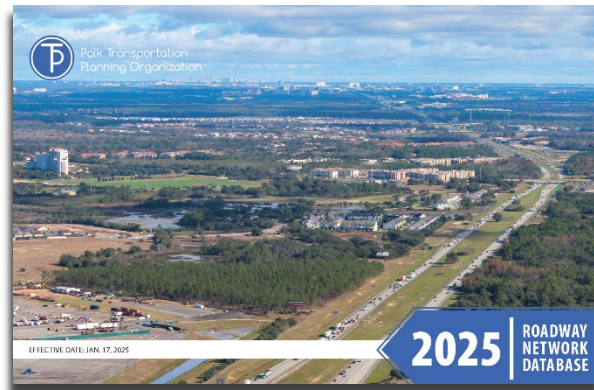 TP
Polk Transportation
Planning Organization
EFFECTIVE DATE: JAN. 17, 2025
2025
ROADWAY
NETWORK
DATABASE